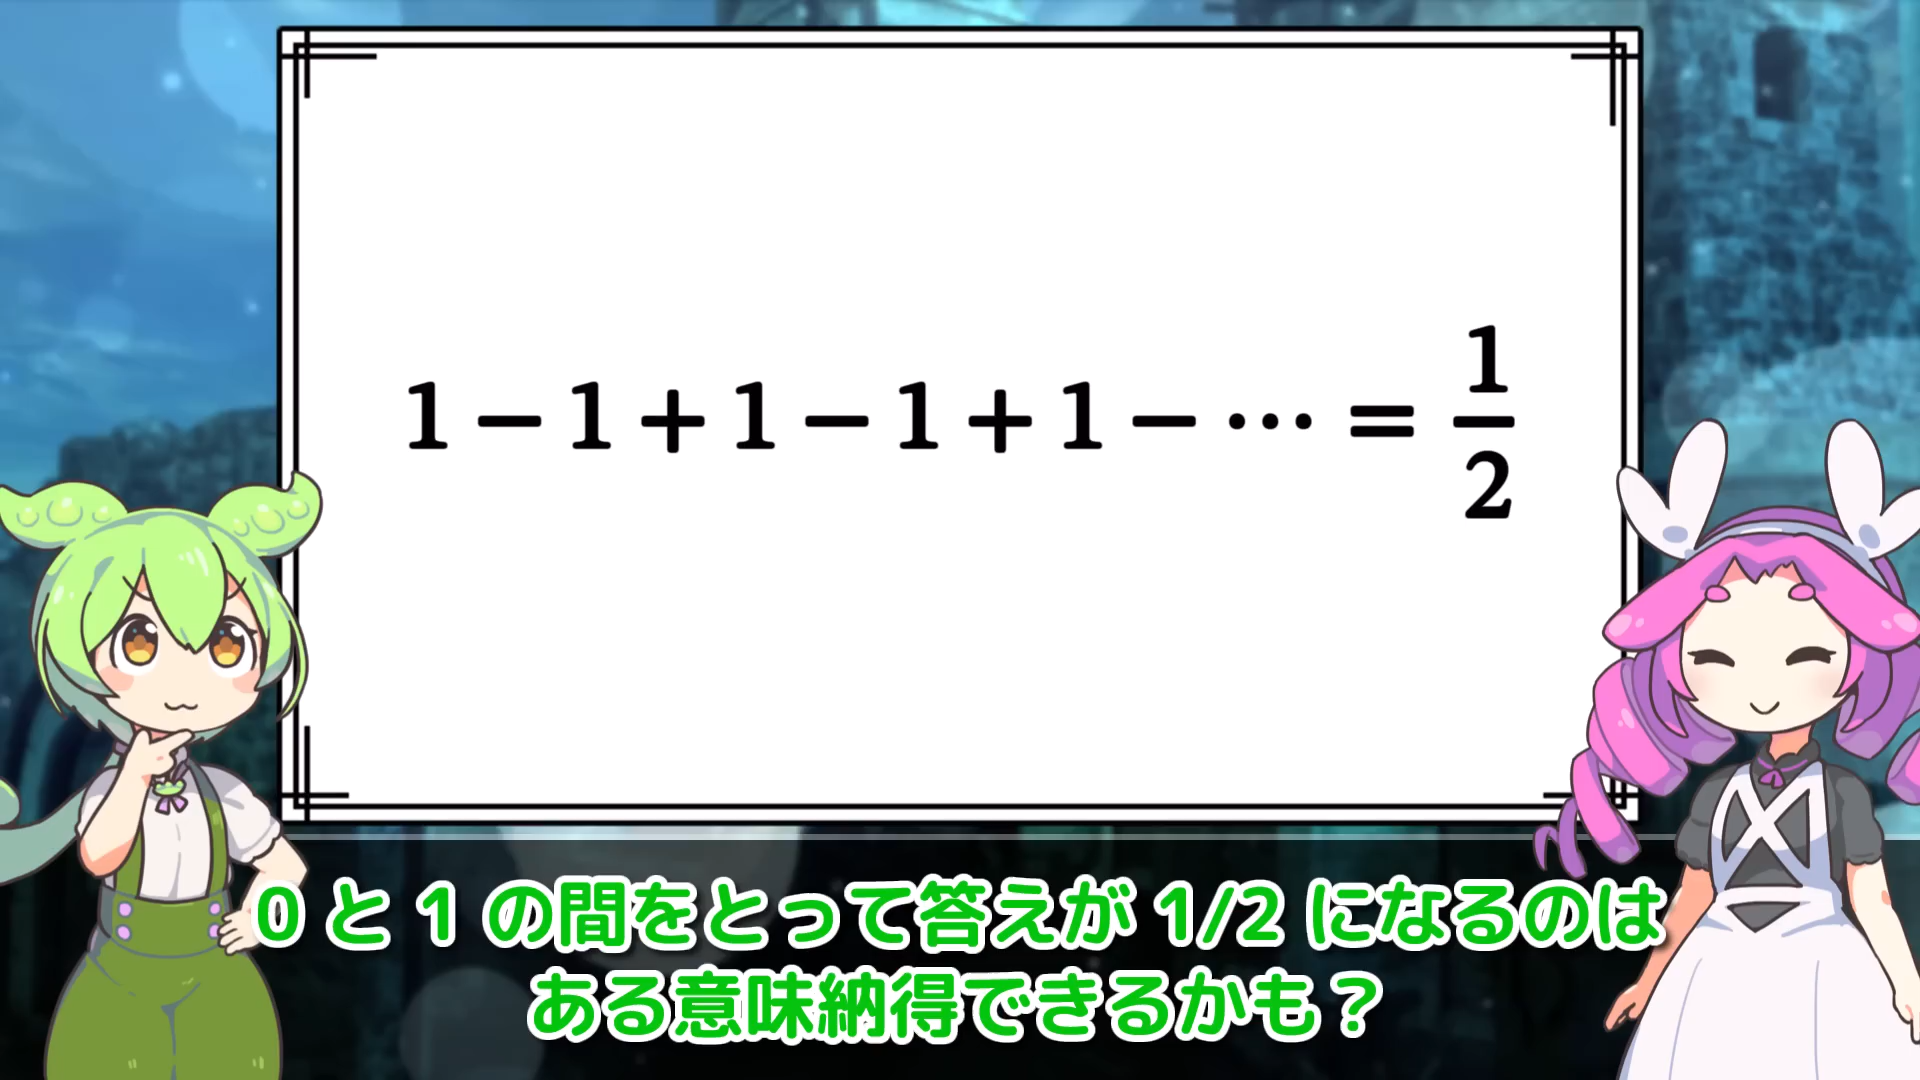 1 − 1 + 1 − 1 + 1 − ⋯ = 1/2
0 と 1 の間をとって答えが 1/2 になるのは
ある意味納得できるかも？